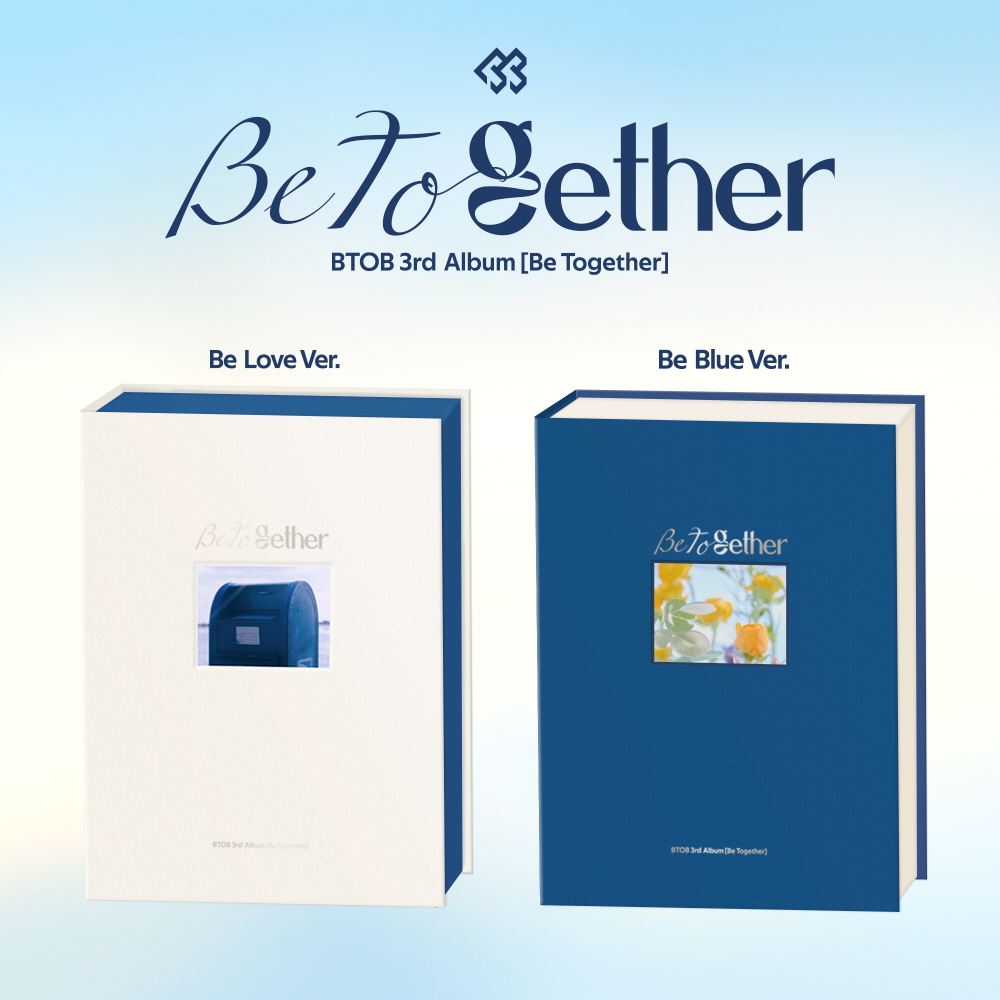 Be Together
BTOB 3rd Album [Be Together]
Be Love Ver.
Be Blue Ver.
Be Together
Be Together
BTOB 3rd Album [Be Together]
BTOB 3rd Album [Be Together]